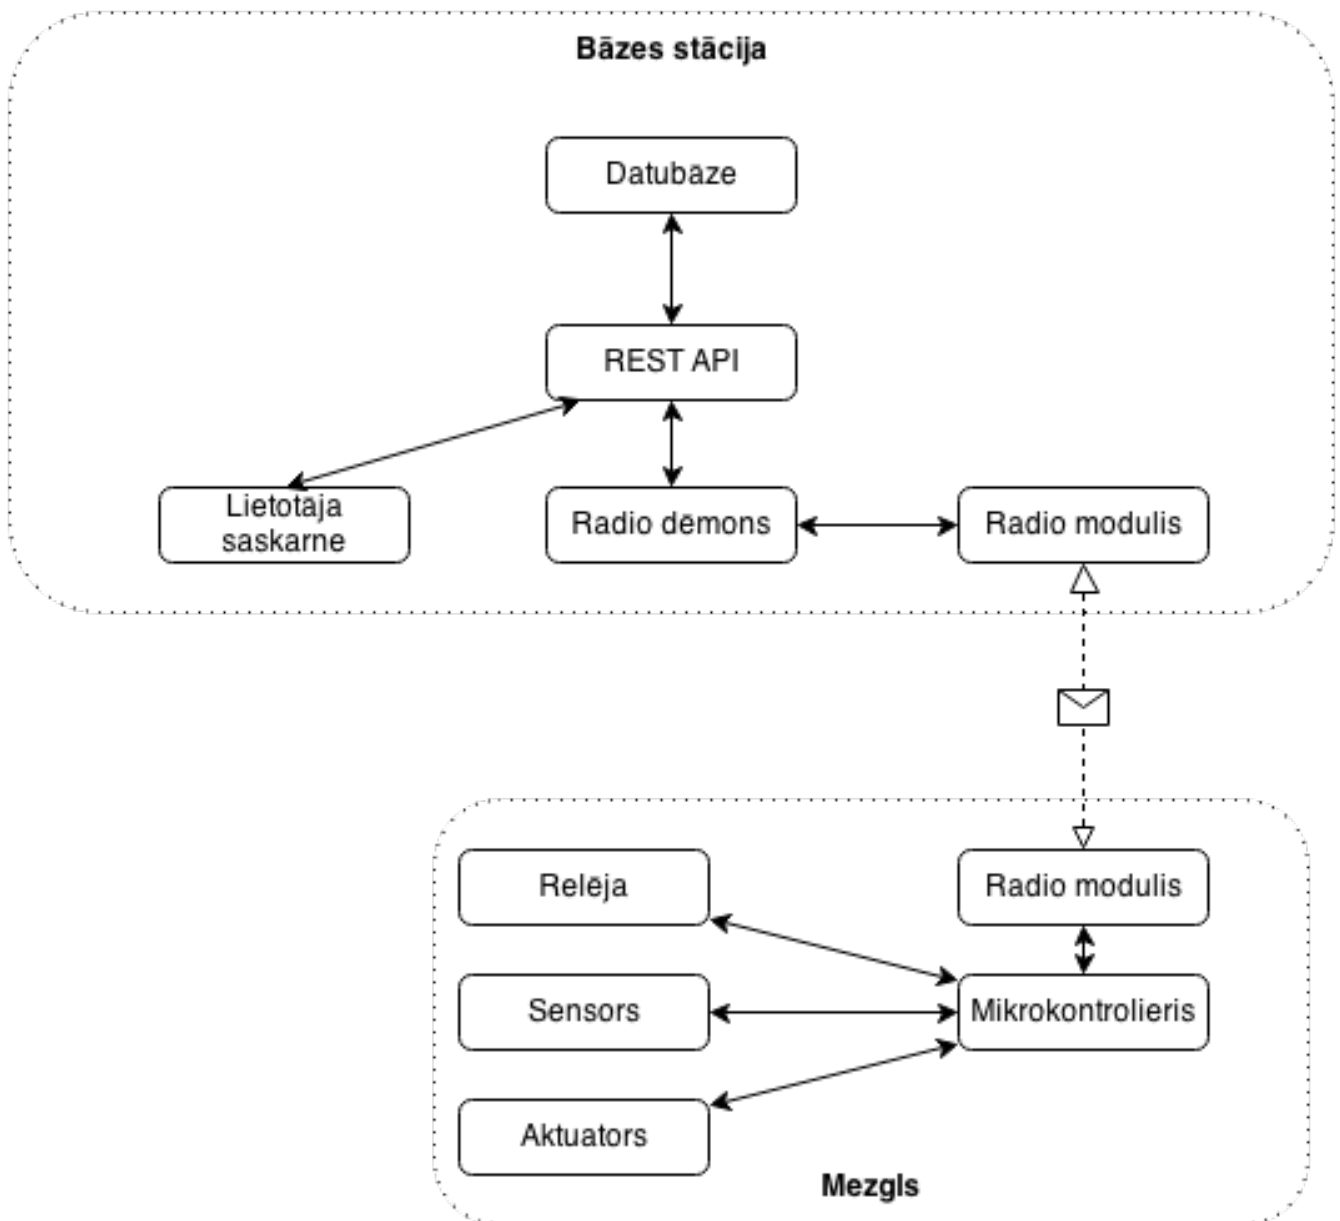 Bāzes stācija
Datubāze
REST API
Lietotāja
saskarne
Radio dēmons
Radio modulis
Relēja
Radio modulis
Sensors
Mikrokontrolieris
Aktuators
Mezgls